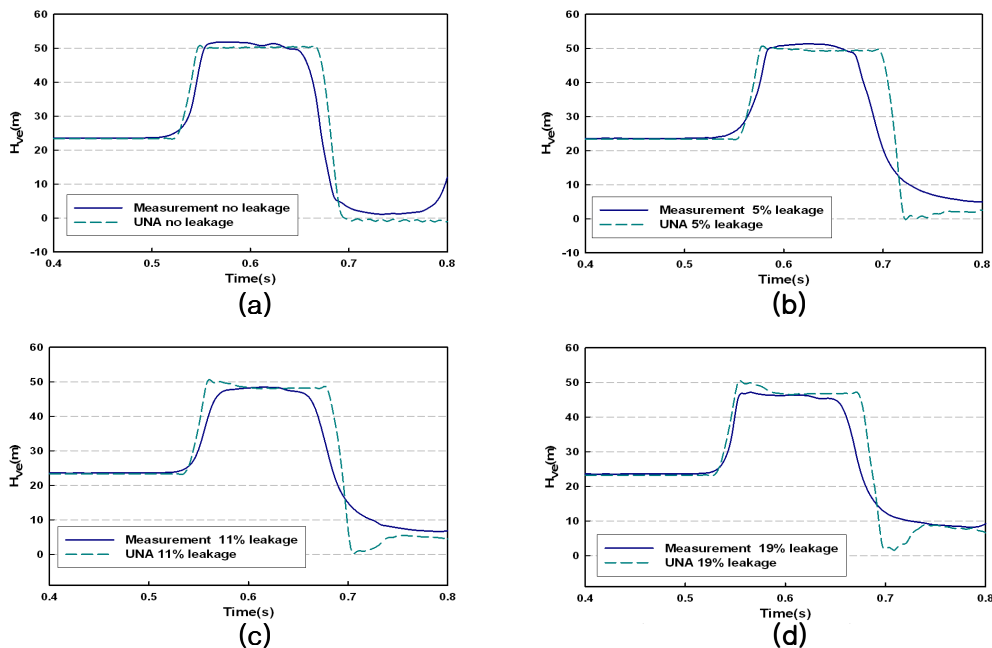 60
50
40
30
20
10
0
-10
H_ve(m)
Measurement no leakage
UNA no leakage
0.4 0.5 0.6 0.7 0.8
Time(s)
(a)
60
50
40
30
20
10
0
-10
H_ve(m)
Measurement 5% leakage
UNA 5% leakage
0.4 0.5 0.6 0.7 0.8
Time(s)
(b)
60
50
40
30
20
10
0
H_ve(m)
Measurement 11% leakage
UNA 11% leakage
0.4 0.5 0.6 0.7 0.8
Time(s)
(c)
60
50
40
30
20
10
0
H_ve(m)
Measurement 19% leakage
UNA 19% leakage
0.4 0.5 0.6 0.7 0.8
Time(s)
(d)